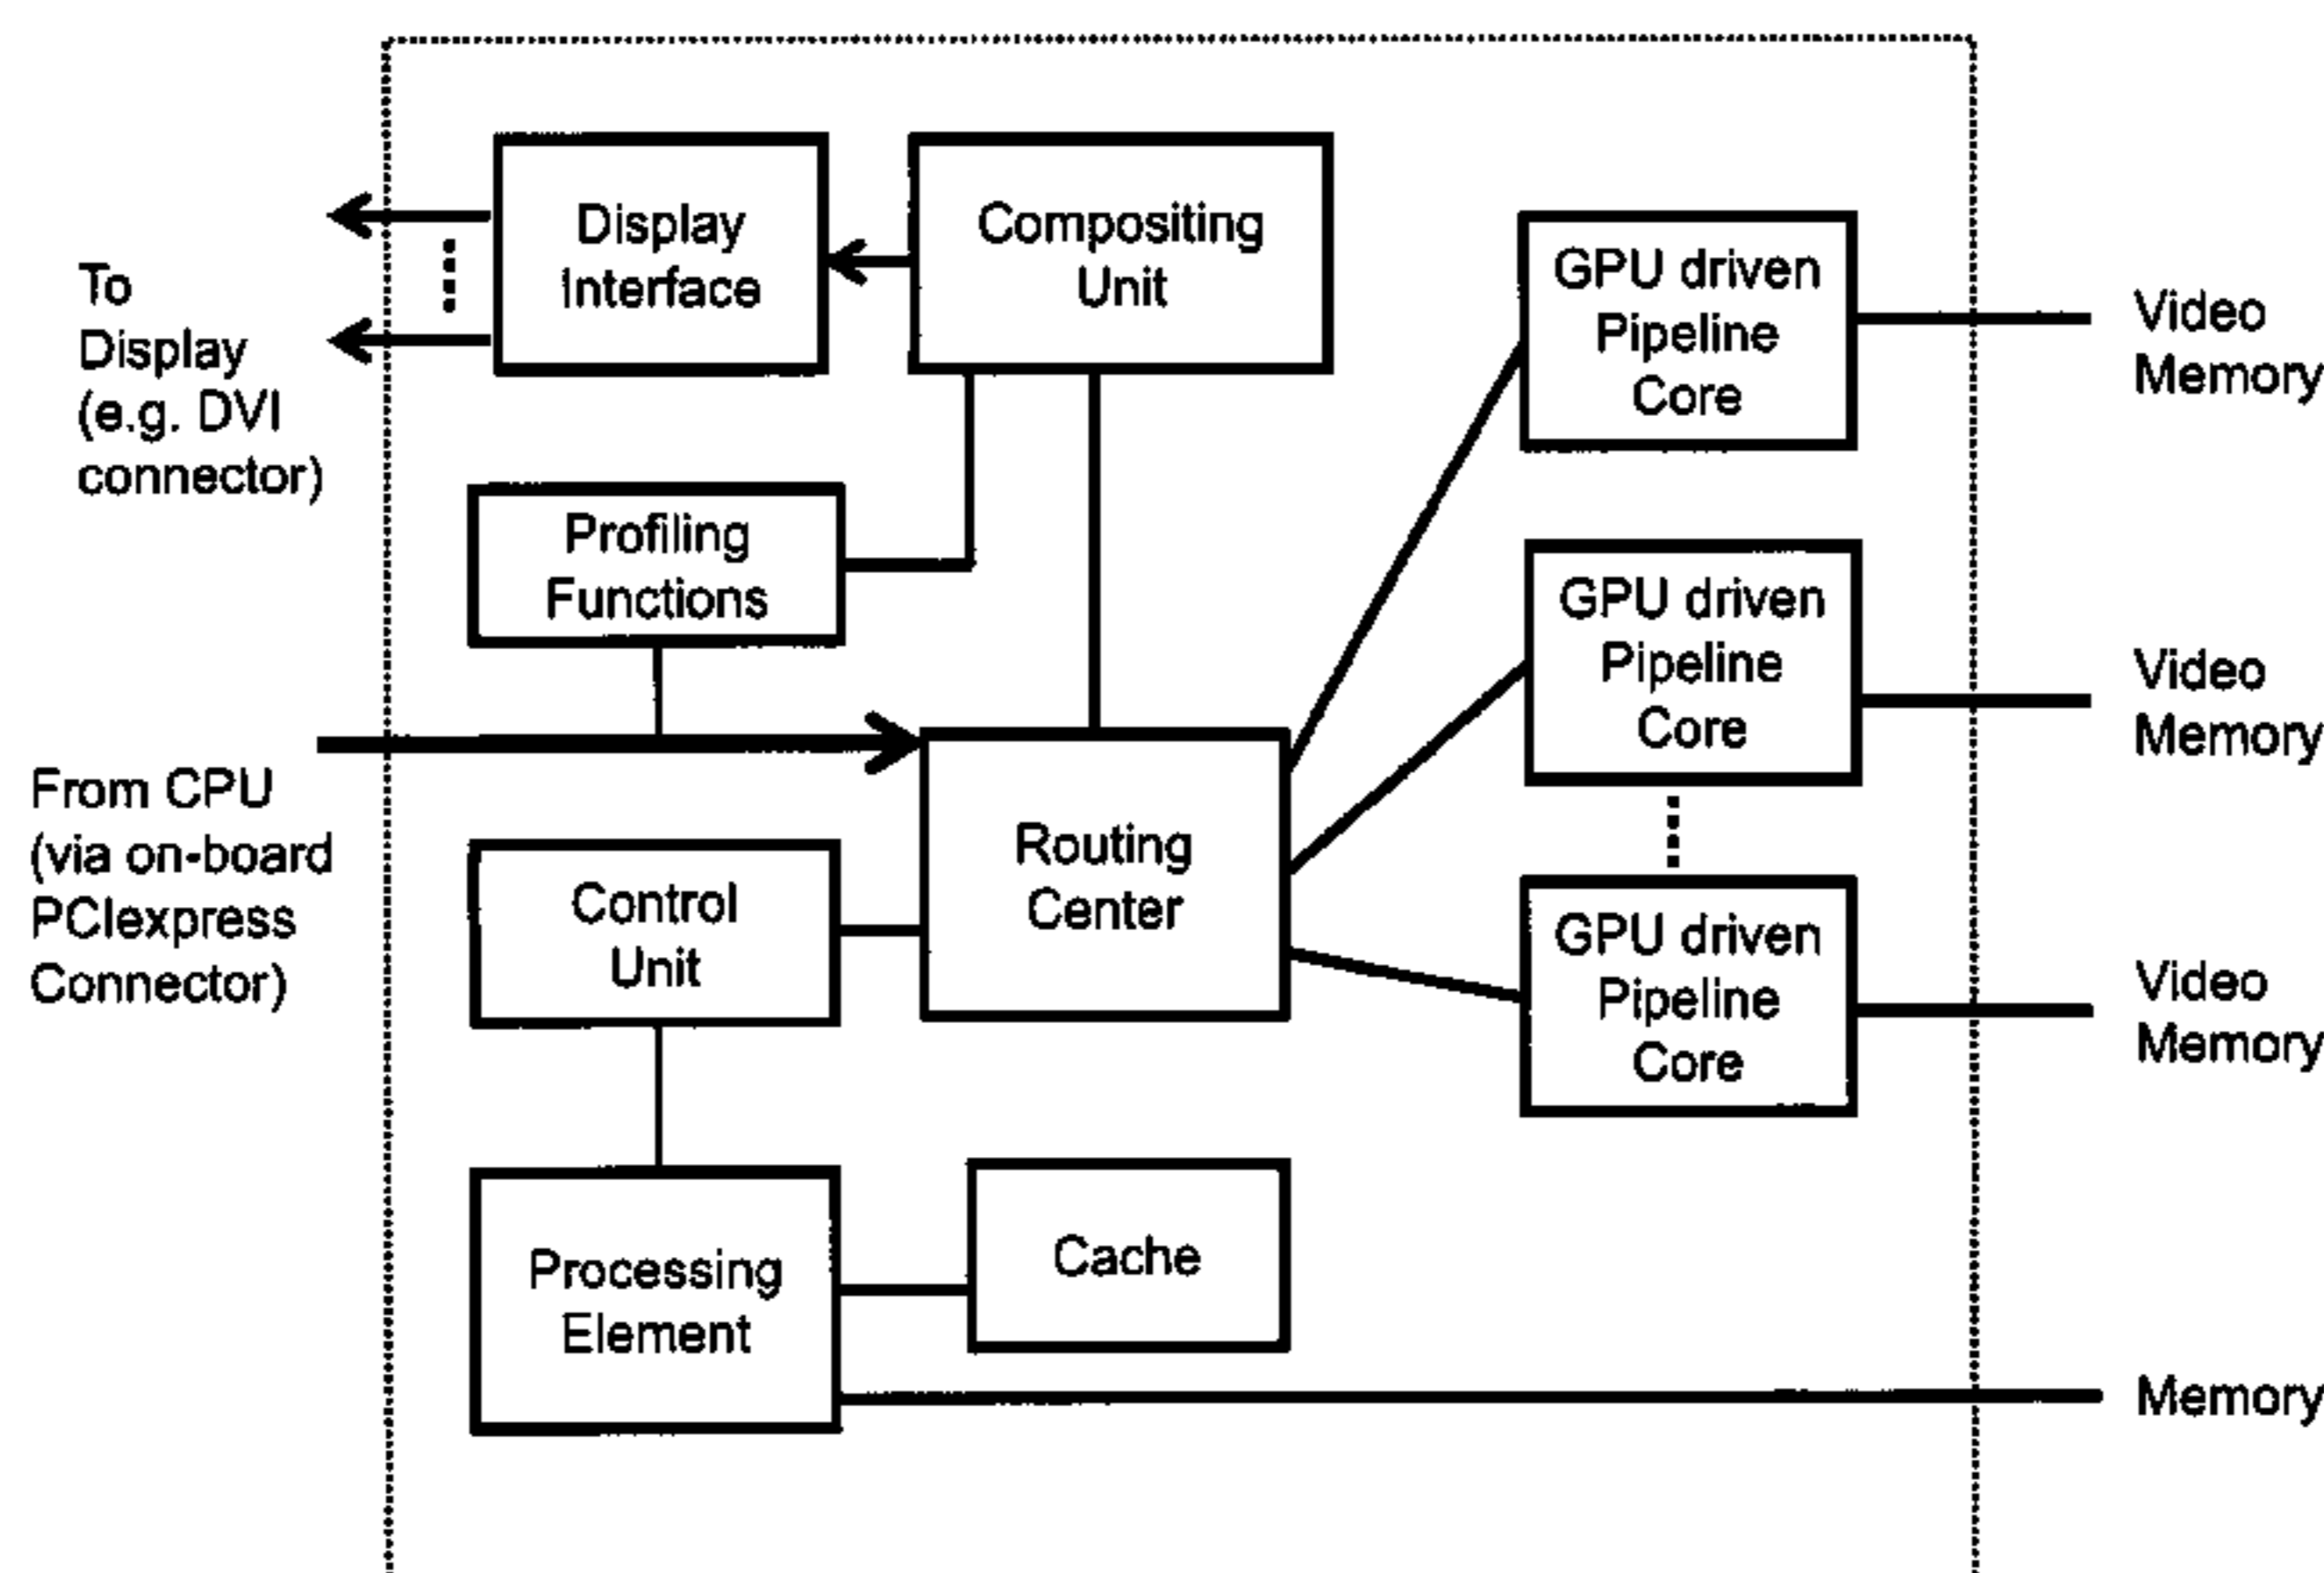 To
Display
(e.g. DVI
connector)
Display
Interface
Compositing
Unit
GPU driven
Pipeline
Core
Video
Memory
Profiling
Functions
GPU driven
Pipeline
Core
Video
Memory
From CPU
(via on-board
PCIexpress
Connector)
Control
Unit
Routing
Center
GPU driven
Pipeline
Core
Video
Memory
Processing
Element
Cache
Memory